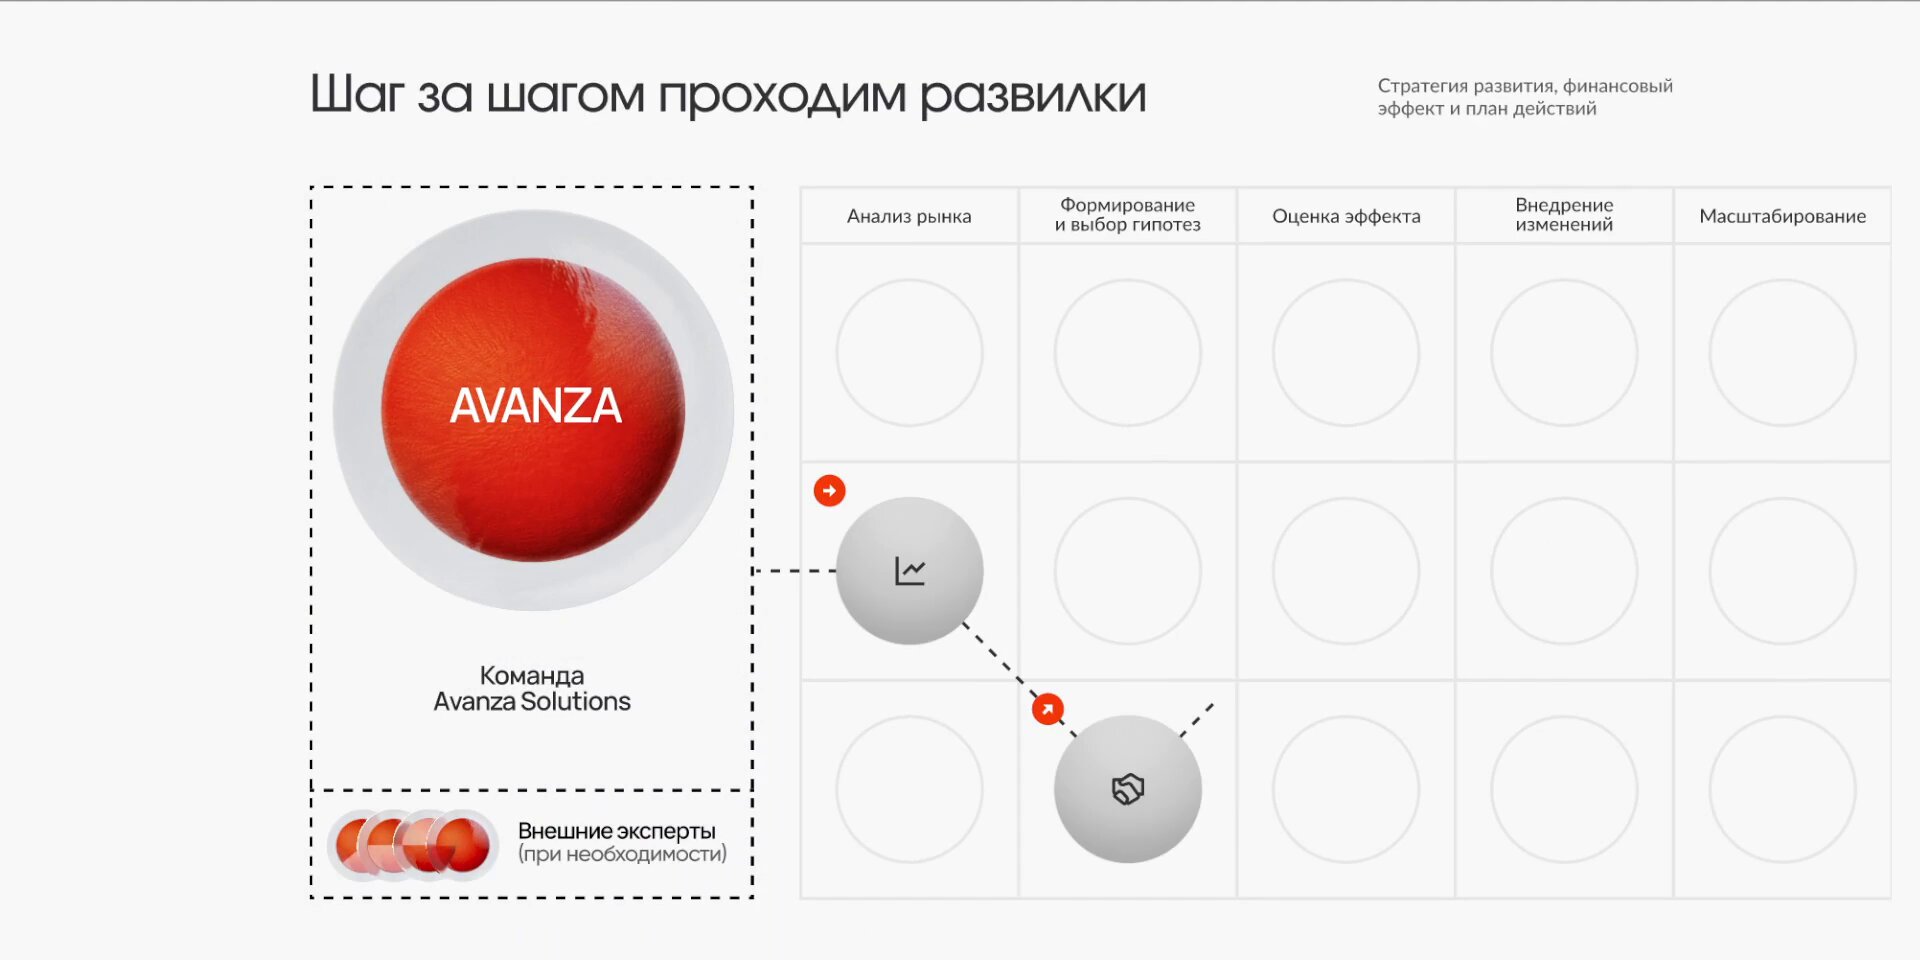 Шаг за шагом проходим развилки
Стратегия развития, финансовый
эффект и план действий
AVANZA
Команда
Avanza Solutions
Внешние эксперты
(при необходимости)
Анализ рынка
Формирование
и выбор гипотез
Оценка эффекта
Внедрение
изменений
Масштабирование